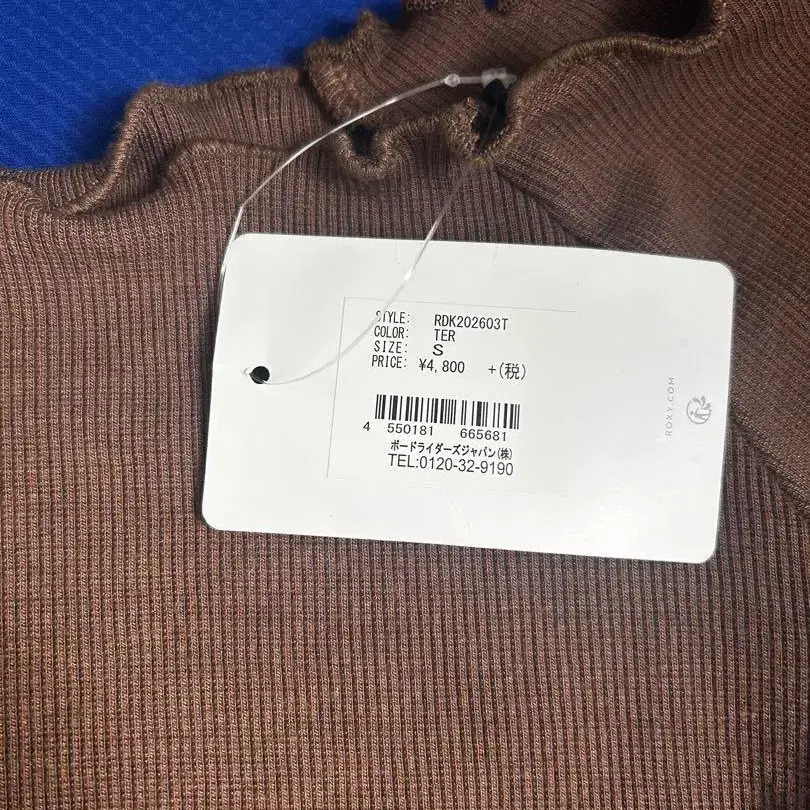 STYLE: RDK202603T
COLOR: TER
SIZE: S
PRICE: ¥4,800 +(税)
4 550181 665681
ボードライダーズジャパン(株)
TEL:0120-32-9190
ROXY.COM